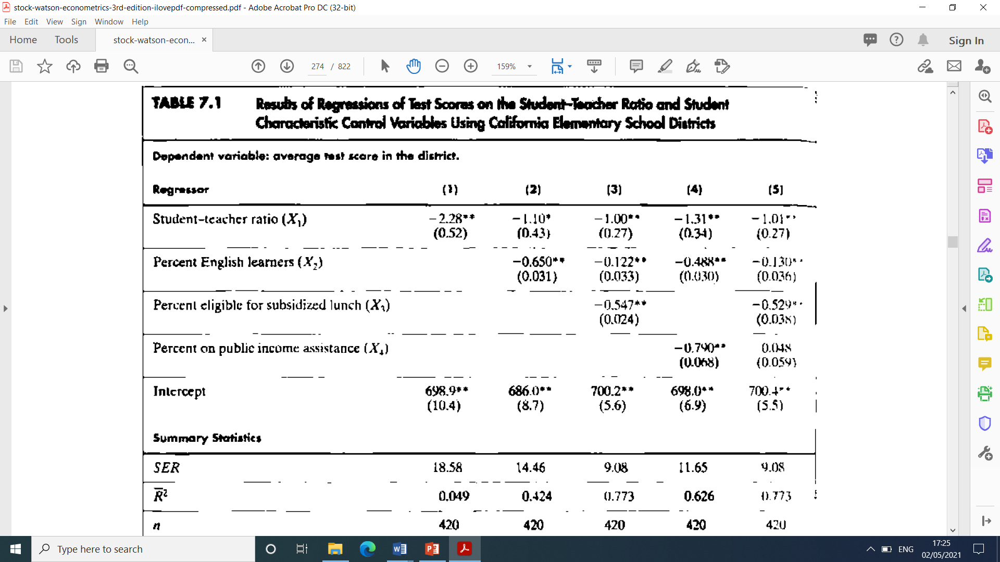 stock-watson-econometrics-3rd-edition-ilovepdf-compressed.pdf - Adobe Acrobat Pro DC (32-bit)
File Edit View Sign Window Help
Home Tools stock-watson-econ... × Sign In
274 / 822 159%
TABLE 7.1 Results of Regressions of Test Scores on the Student–Teacher Ratio and Student
Characteristic Control Variables Using California Elementary School Districts
Dependent variable: average test score in the district.
Regressor (1) (2) (3) (4) (5)
Student–teacher ratio (X₁) −2.28** −1.10* −1.00** −1.31** −1.01**
(0.52) (0.43) (0.27) (0.34) (0.27)
Percent English learners (X₂) −0.650** −0.122** −0.488** −0.130**
(0.031) (0.033) (0.030) (0.036)
Percent eligible for subsidized lunch (X₃) −0.547** −0.529**
(0.024) (0.038)
Percent on public income assistance (X₄) −0.790** 0.048
(0.068) (0.059)
Intercept 698.9** 686.0** 700.2** 698.0** 700.4**
(10.4) (8.7) (5.6) (6.9) (5.5)
Summary Statistics
SER 18.58 14.46 9.08 11.65 9.08
R̅² 0.049 0.424 0.773 0.626 0.773
n 420 420 420 420 420
Type here to search
ENG
17:25
02/05/2021